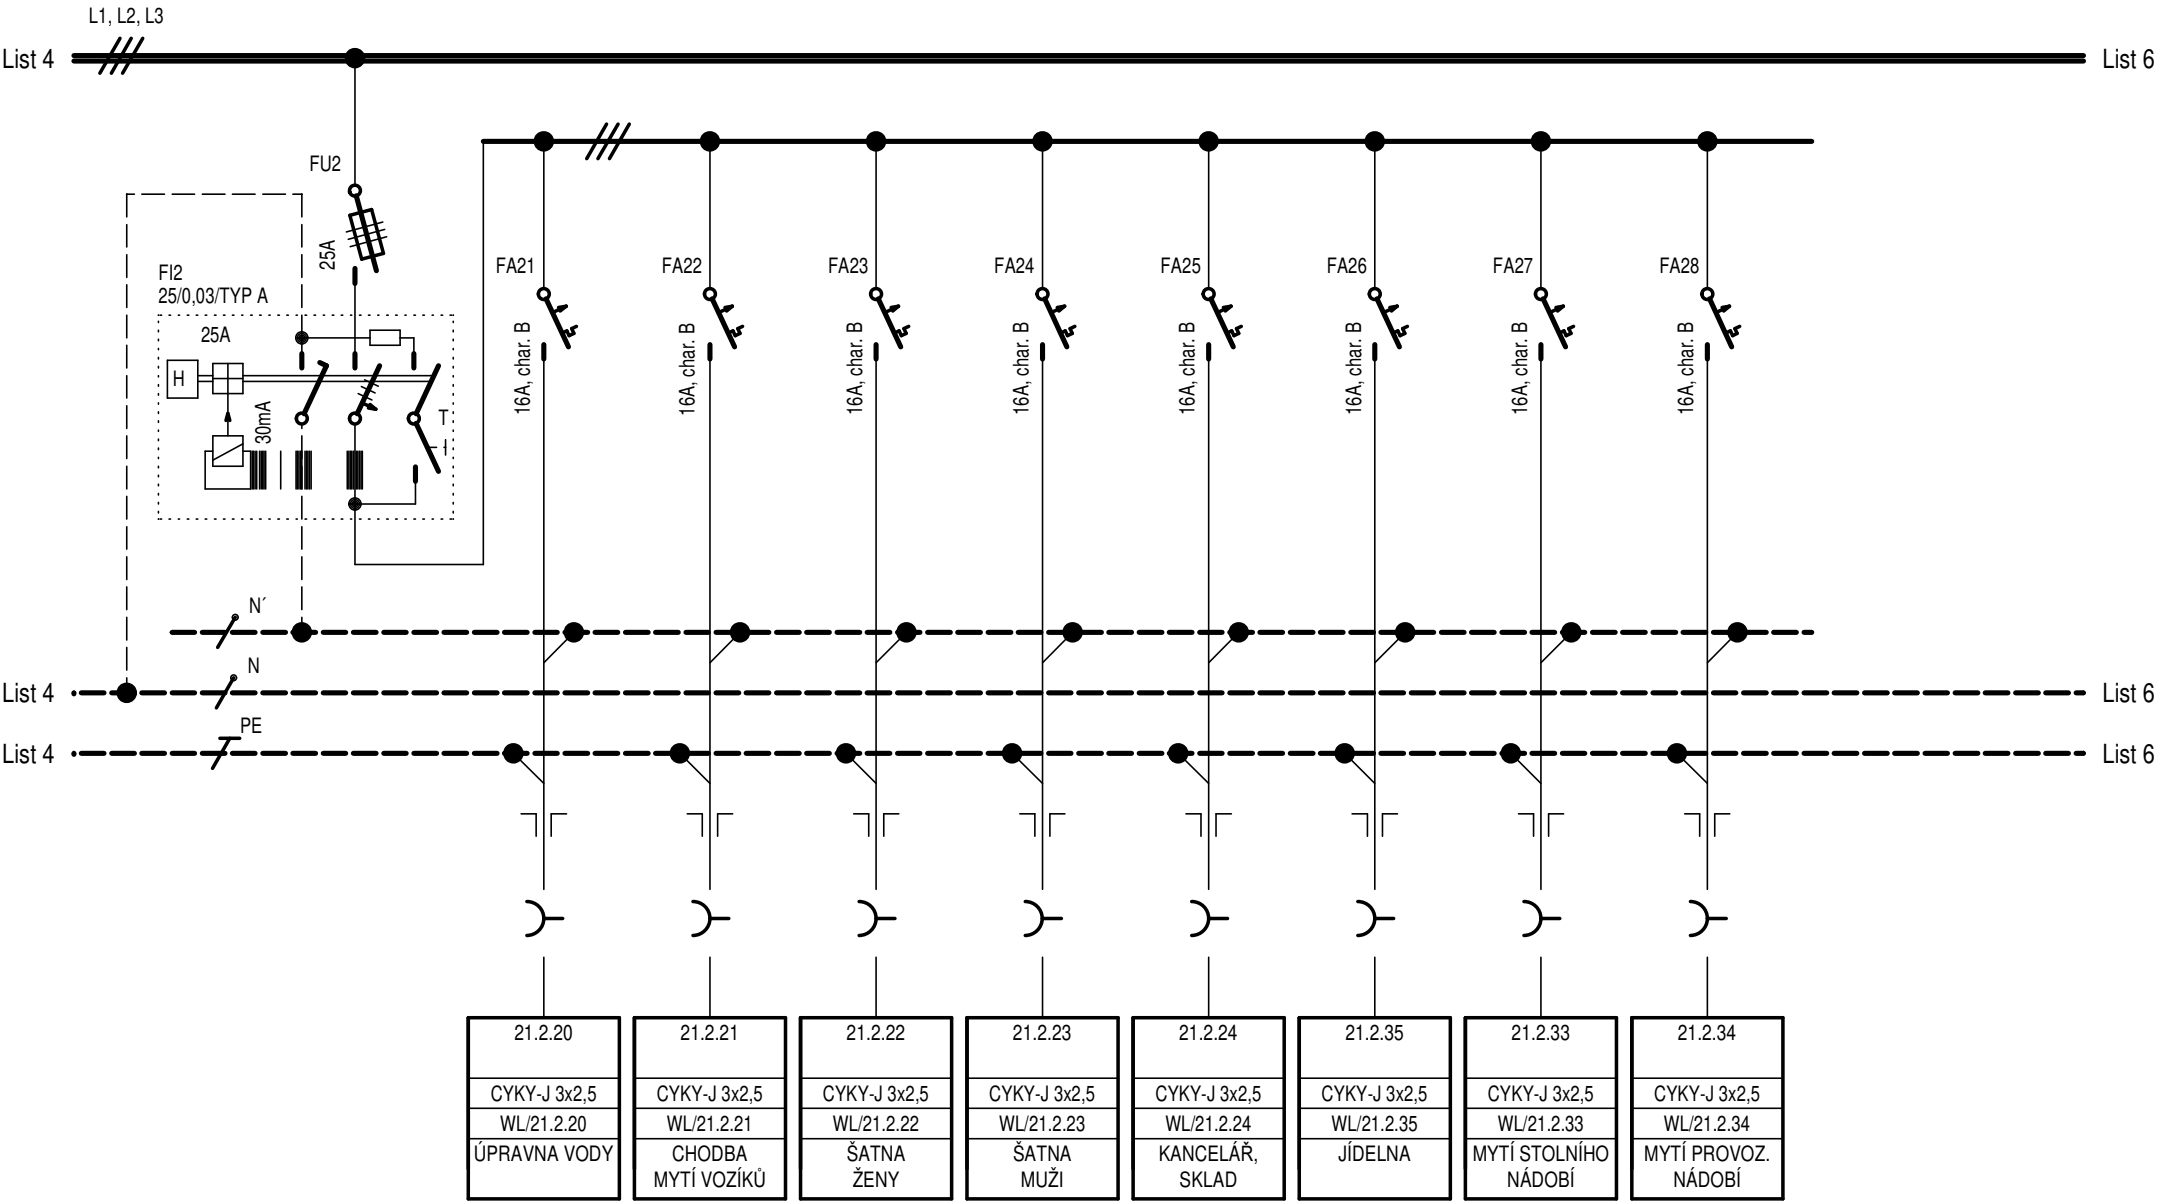 L1, L2, L3
List 4
List 6
FU2
25A
FI2
25/0,03/TYP A
25A
H
30mA
T
FA21
FA22
FA23
FA24
FA25
FA26
FA27
FA28
16A, char. B
16A, char. B
16A, char. B
16A, char. B
16A, char. B
16A, char. B
16A, char. B
16A, char. B
N´
N
List 4
List 6
PE
List 4
List 6
21.2.20
CYKY-J 3x2,5
WL/21.2.20
ÚPRAVNA VODY
21.2.21
CYKY-J 3x2,5
WL/21.2.21
CHODBA
MYTÍ VOZÍKŮ
21.2.22
CYKY-J 3x2,5
WL/21.2.22
ŠATNA
ŽENY
21.2.23
CYKY-J 3x2,5
WL/21.2.23
ŠATNA
MUŽI
21.2.24
CYKY-J 3x2,5
WL/21.2.24
KANCELÁŘ,
SKLAD
21.2.35
CYKY-J 3x2,5
WL/21.2.35
JÍDELNA
21.2.33
CYKY-J 3x2,5
WL/21.2.33
MYTÍ STOLNÍHO
NÁDOBÍ
21.2.34
CYKY-J 3x2,5
WL/21.2.34
MYTÍ PROVOZ.
NÁDOBÍ